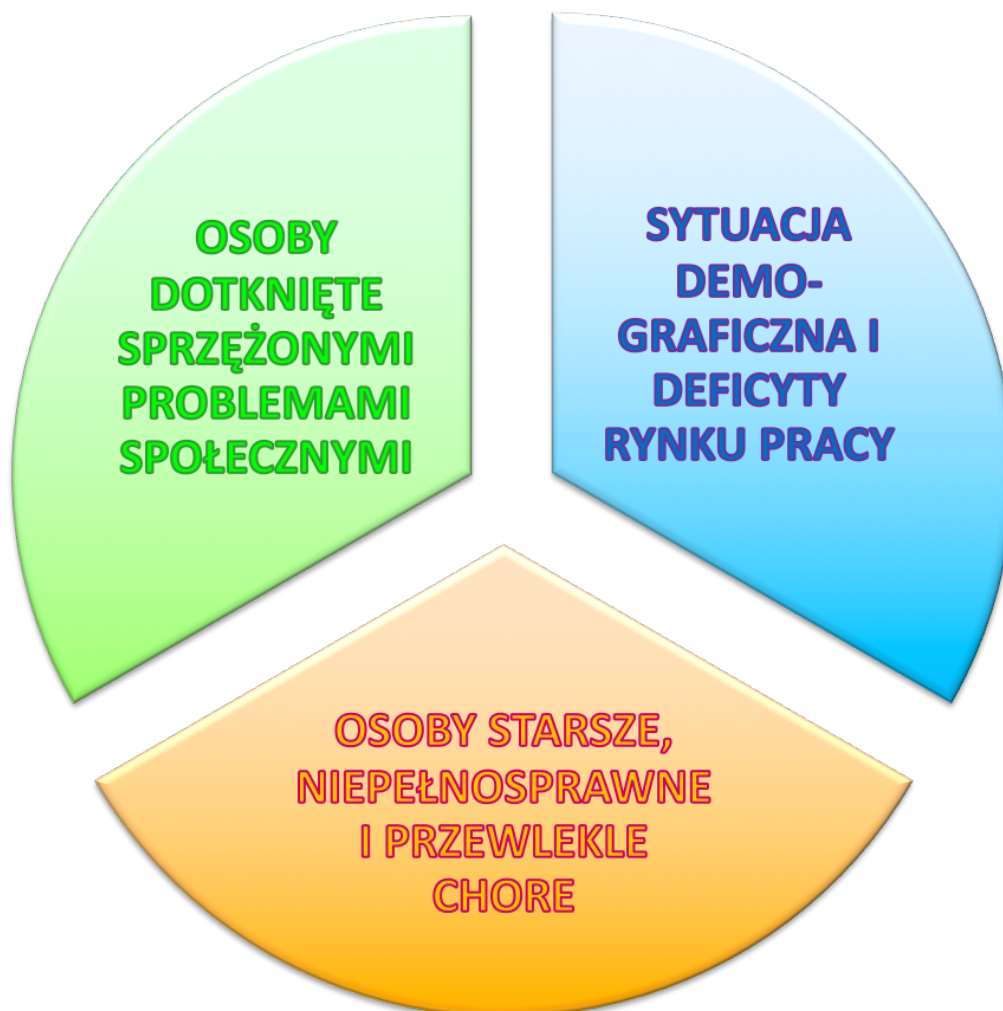 OSOBY
DOTKNIĘTE
SPRZĘŻONYMI
PROBLEMAMI
SPOŁECZNYMI
SYTUACJA
DEMO-
GRAFICZNA I
DEFICYTY
RYNKU PRACY
OSOBY STARSZE,
NIEPEŁNOSPRAWNE
I PRZEWLEKLE
CHORE